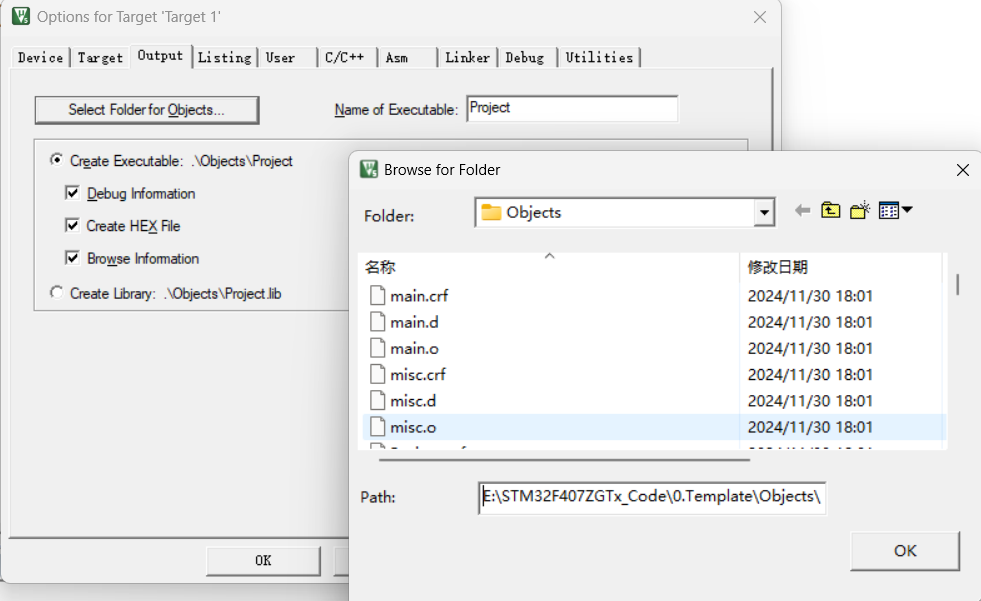 Options for Target 'Target 1'
Device Target Output Listing User C/C++ Asm Linker Debug Utilities
Select Folder for Objects... Name of Executable: Project
Create Executable: .\Objects\Project
Debug Information
Create HEX File
Browse Information
Create Library: .\Objects\Project.lib
OK
Browse for Folder
Folder: Objects
名称 修改日期
main.crf 2024/11/30 18:01
main.d 2024/11/30 18:01
main.o 2024/11/30 18:01
misc.crf 2024/11/30 18:01
misc.d 2024/11/30 18:01
misc.o 2024/11/30 18:01
Path: E:\STM32F407ZGTx_Code\0.Template\Objects\
OK